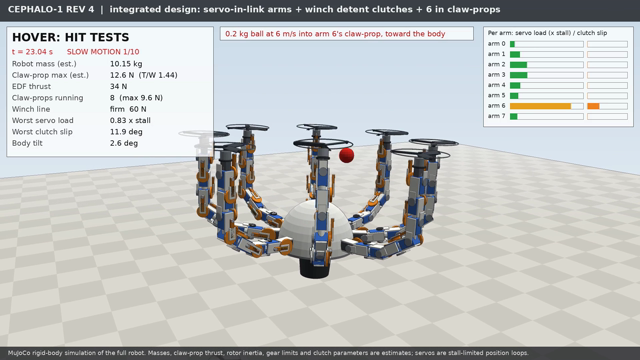 CEPHALO-1 REV 4 | integrated design: servo-in-link arms + winch detent clutches + 6 in claw-props
HOVER: HIT TESTS
t = 23.04 s SLOW MOTION 1/10
Robot mass (est.) 10.15 kg
Claw-prop max (est.) 12.6 N (T/W 1.44)
EDF thrust 34 N
Claw-props running 8 (max 9.6 N)
Winch line firm 60 N
Worst servo load 0.83 x stall
Worst clutch slip 11.9 deg
Body tilt 2.6 deg
0.2 kg ball at 6 m/s into arm 6's claw-prop, toward the body
Per arm: servo load (x stall) / clutch slip
arm 0
arm 1
arm 2
arm 3
arm 4
arm 5
arm 6
arm 7
MuJoCo rigid-body simulation of the full robot. Masses, claw-prop thrust, rotor inertia, gear limits and clutch parameters are estimates; servos are stall-limited position loops.